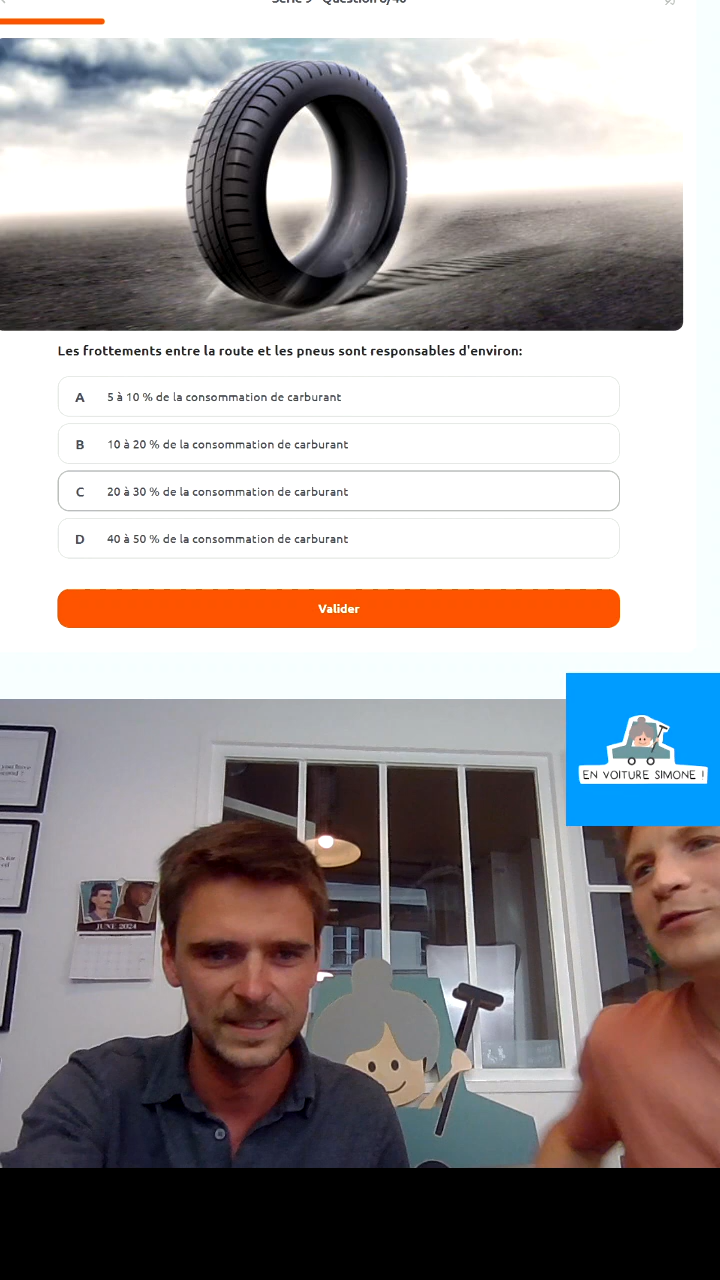 Les frottements entre la route et les pneus sont responsables d'environ:
A 5 à 10 % de la consommation de carburant
B 10 à 20 % de la consommation de carburant
C 20 à 30 % de la consommation de carburant
D 40 à 50 % de la consommation de carburant
Valider
EN VOITURE SIMONE !
JUNE 2024